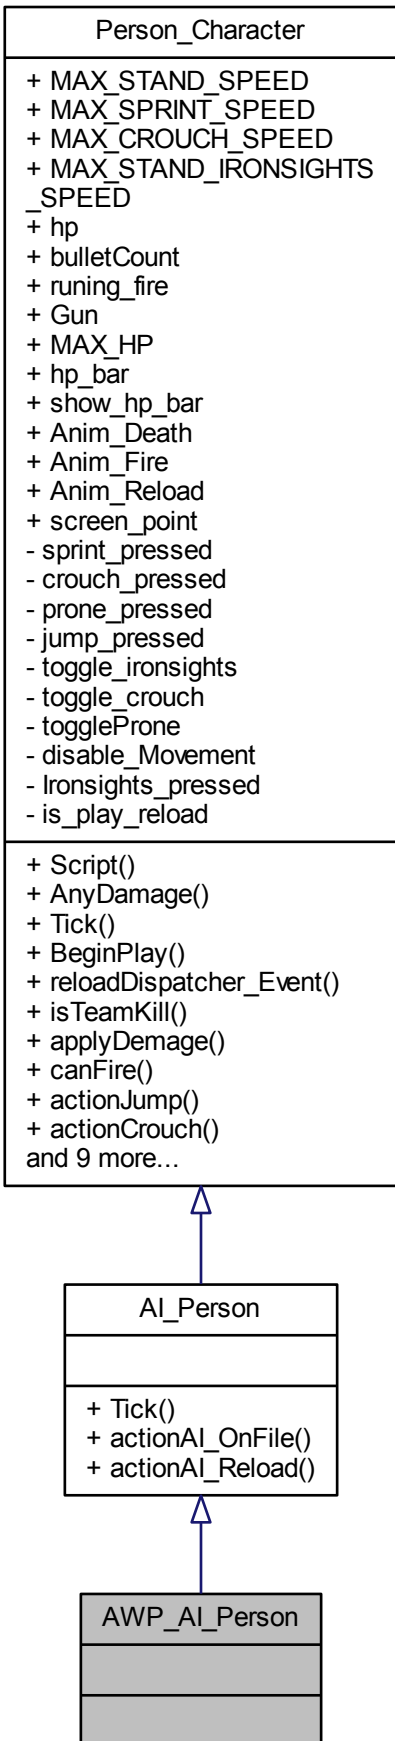 Person_Character
+ MAX_STAND_SPEED
+ MAX_SPRINT_SPEED
+ MAX_CROUCH_SPEED
+ MAX_STAND_IRONSIGHTS
_SPEED
+ hp
+ bulletCount
+ runing_fire
+ Gun
+ MAX_HP
+ hp_bar
+ show_hp_bar
+ Anim_Death
+ Anim_Fire
+ Anim_Reload
+ screen_point
- sprint_pressed
- crouch_pressed
- prone_pressed
- jump_pressed
- toggle_ironsights
- toggle_crouch
- toggleProne
- disable_Movement
- Ironsights_pressed
- is_play_reload
+ Script()
+ AnyDamage()
+ Tick()
+ BeginPlay()
+ reloadDispatcher_Event()
+ isTeamKill()
+ applyDemage()
+ canFire()
+ actionJump()
+ actionCrouch()
and 9 more...
AI_Person
+ Tick()
+ actionAI_OnFile()
+ actionAI_Reload()
AWP_AI_Person